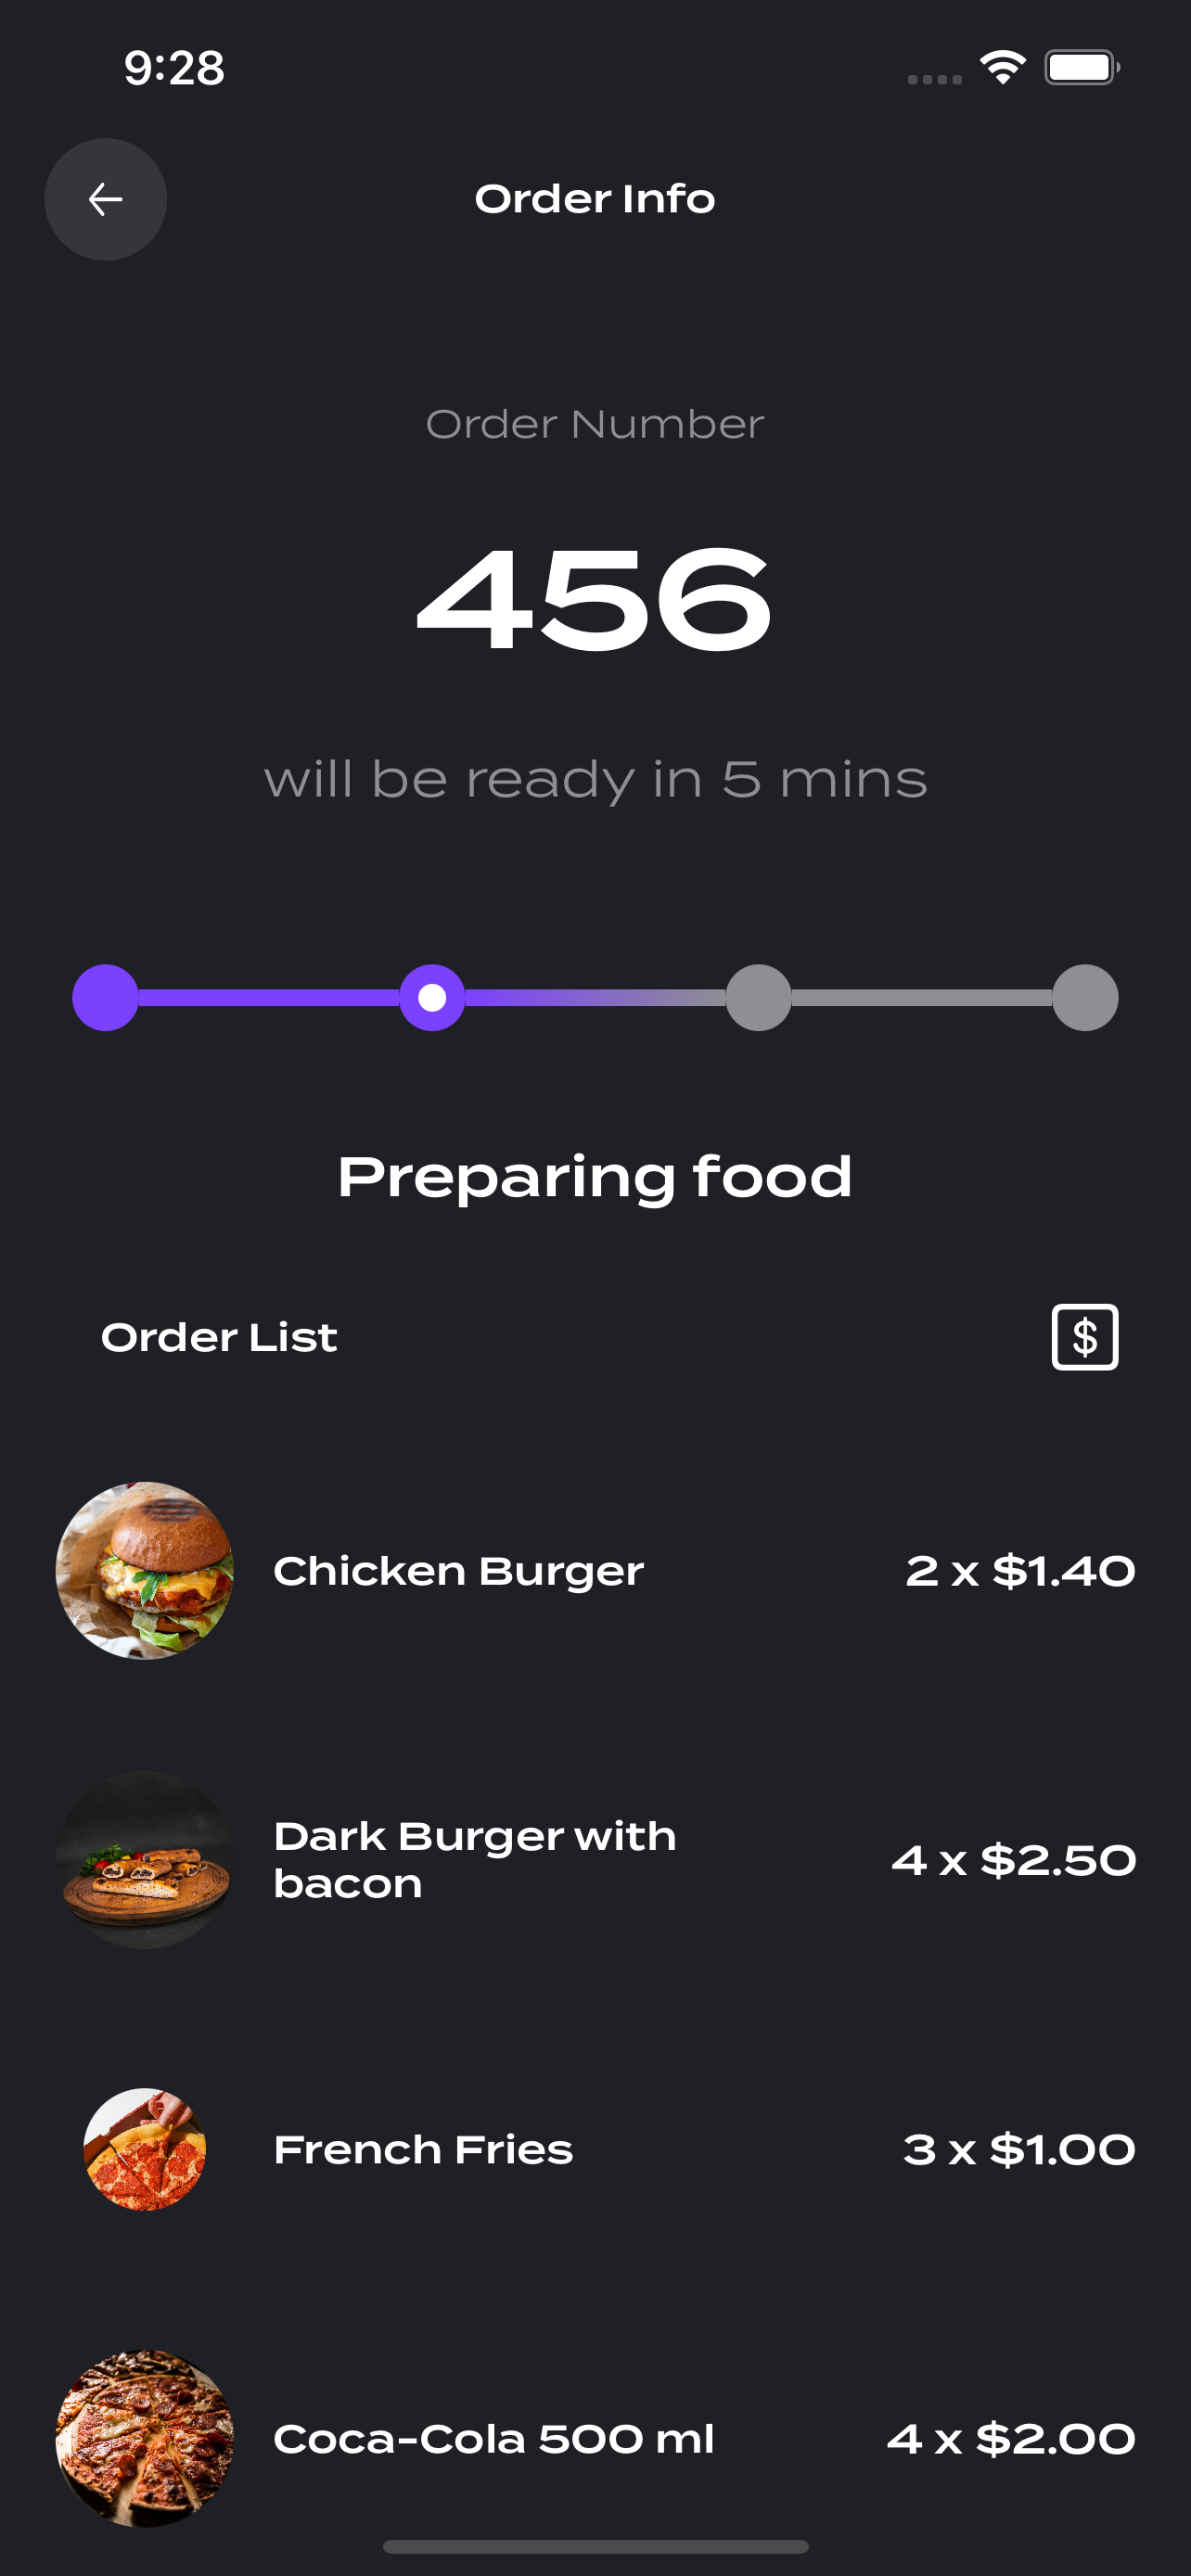 9:28
Order Info
Order Number
456
will be ready in 5 mins
Preparing food
Order List
$
Chicken Burger
2 x $1.40
Dark Burger with
bacon
4 x $2.50
French Fries
3 x $1.00
Coca-Cola 500 ml
4 x $2.00